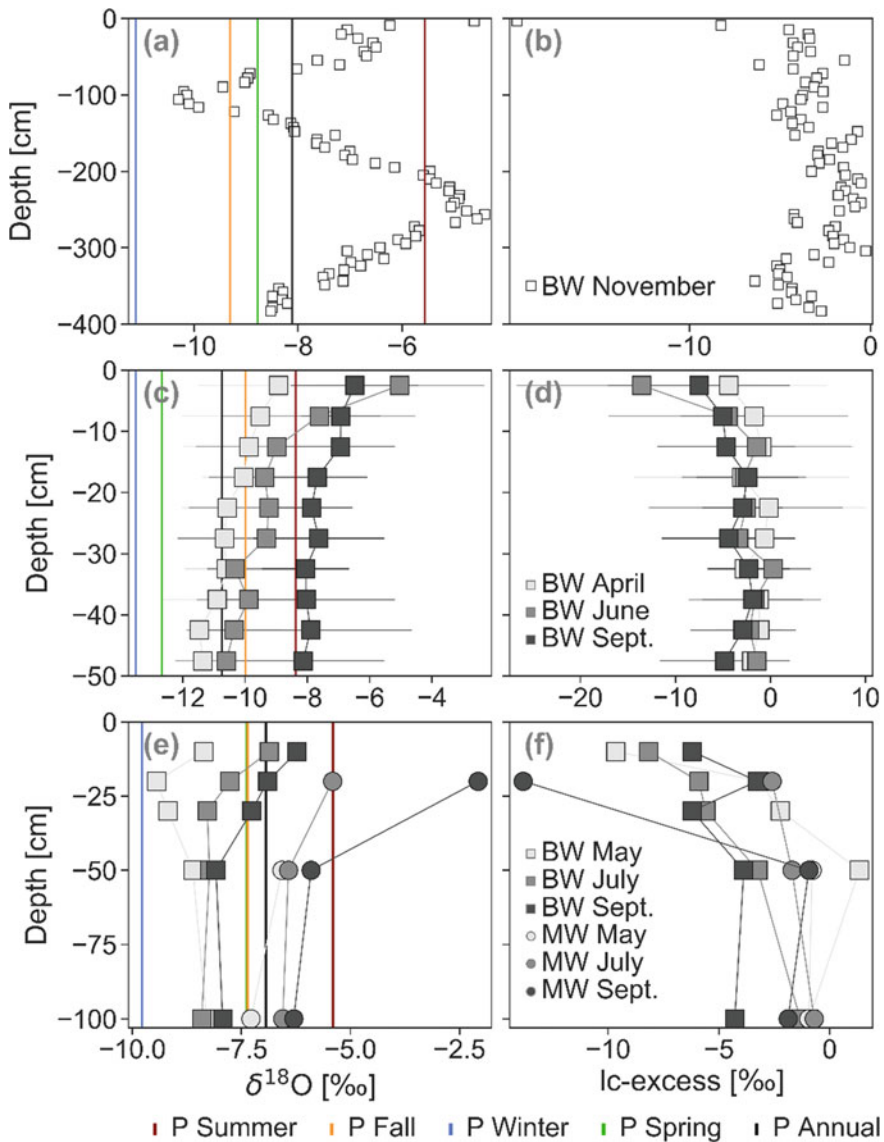 (a) (b)
0
−100
−200
−300
−400
Depth [cm]
BW November
−10 −8 −6 −10 0
(c) (d)
0
−10
−20
−30
−40
−50
Depth [cm]
BW April
BW June
BW Sept.
−12 −10 −8 −6 −4 −20 −10 0 10
(e) (f)
0
−25
−50
−75
−100
Depth [cm]
BW May
BW July
BW Sept.
MW May
MW July
MW Sept.
−10.0 −7.5 −5.0 −2.5 −10 −5 0
δ¹⁸O [‰] lc-excess [‰]
P Summer P Fall P Winter P Spring P Annual